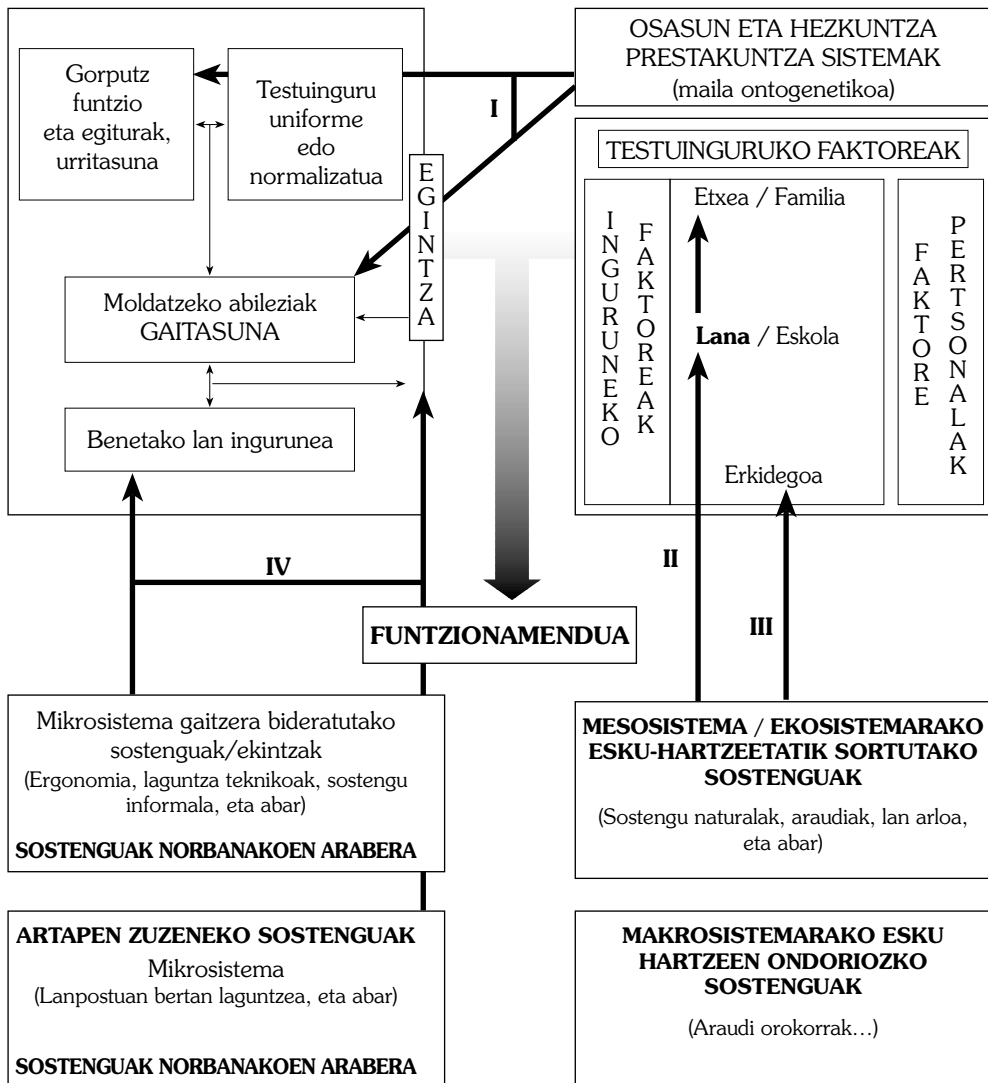 Gorputz
funtzio
eta egiturak,
urritasuna
Testuinguru
uniforme
edo
normalizatua
EGINTZA
Moldatzeko abileziak
GAITASUNA
Benetako lan ingurunea
OSASUN ETA HEZKUNTZA
PRESTAKUNTZA SISTEMAK
(maila ontogenetikoa)
I
TESTUINGURUKO FAKTOREAK
INGURUNEKO
FAKTOREAK
Etxea / Familia
Lana / Eskola
Erkidegoa
FAKTORE
PERTSONALAK
IV
II
III
FUNTZIONAMENDUA
Mikrosistema gaitzera bideratutako
sostenguak/ekintzak
(Ergonomia, laguntza teknikoak, sostengu
informala, eta abar)
SOSTENGUAK NORBANAKOEN ARABERA
MESOSISTEMA / EKOSISTEMARAKO
ESKU-HARTZEETATIK SORTUTAKO
SOSTENGUAK
(Sostengu naturalak, araudiak, lan arloa,
eta abar)
ARTAPEN ZUZENEKO SOSTENGUAK
Mikrosistema
(Lanpostuan bertan laguntzea, eta abar)
SOSTENGUAK NORBANAKOEN ARABERA
MAKROSISTEMARAKO ESKU
HARTZEEN ONDORIOZKO
SOSTENGUAK
(Araudi orokorrak…)